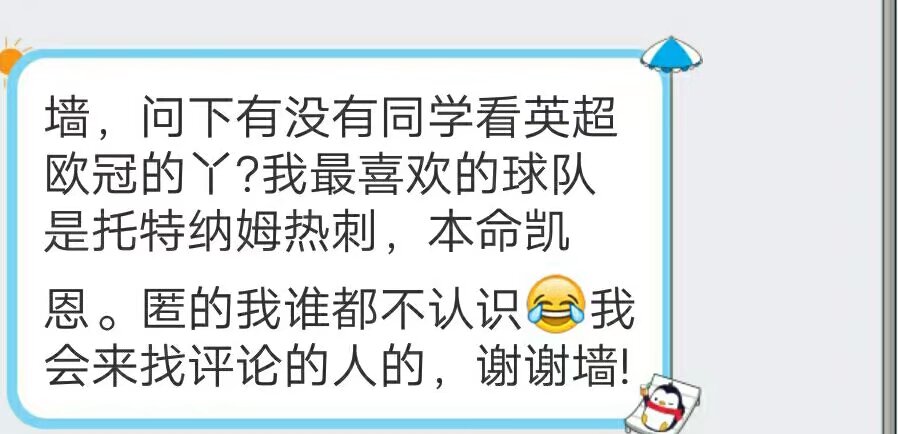 墙，问下有没有同学看英超
欧冠的丫?我最喜欢的球队
是托特纳姆热刺，本命凯
恩。匿的我谁都不认识😂我
会来找评论的人的，谢谢墙!